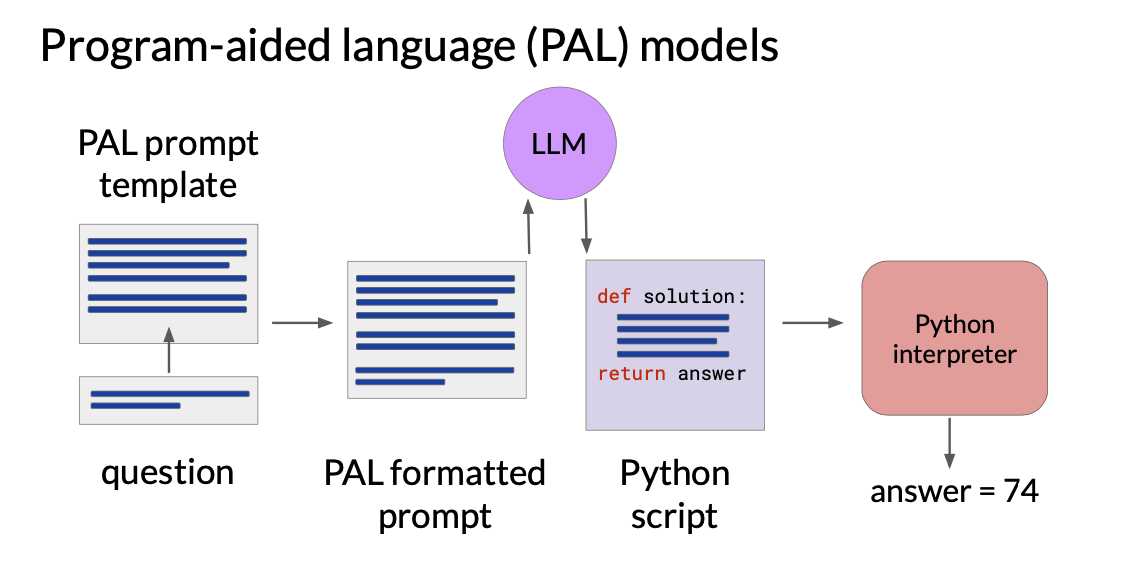 Program-aided language (PAL) models
PAL prompt
template
question
PAL formatted
prompt
LLM
def solution:
return answer
Python
script
Python
interpreter
answer = 74